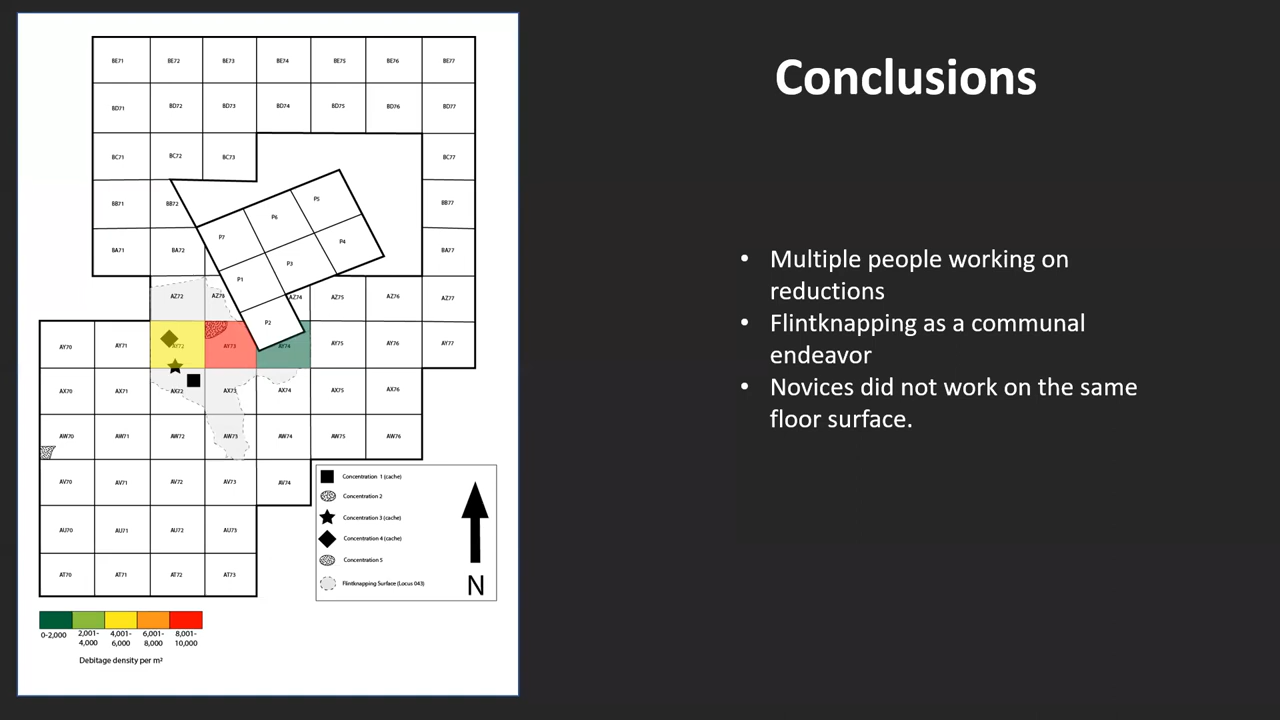 Conclusions
• Multiple people working on
reductions
• Flintknapping as a communal
endeavor
• Novices did not work on the same
floor surface.
BE71 BE72 BE73 BE74 BE75 BE76 BE77
BD71 BD72 BD73 BD74 BD75 BD76 BD77
BC71 BC72 BC73 BC77
BB71 BB72 BB77
P5
P6
P7
P4
BA71 BA72 BA77
P3
P1
AZ72 AZ73 AZ74 AZ75 AZ76 AZ77
P2
AY70 AY71 AY72 AY73 AY74 AY75 AY76 AY77
AX70 AX71 AX72 AX73 AX74 AX75 AX76
AW70 AW71 AW72 AW73 AW74 AW75 AW76
AV70 AV71 AV72 AV73 AV74
AU70 AU71 AU72 AU73
AT70 AT71 AT72 AT73
Concentration 1 (cache)
Concentration 2
Concentration 3 (cache)
Concentration 4 (cache)
Concentration 5
Flintknapping Surface (Locus 043)
N
0-2,000 2,001- 4,001- 6,001- 8,001-
4,000 6,000 8,000 10,000
Debitage density per m²